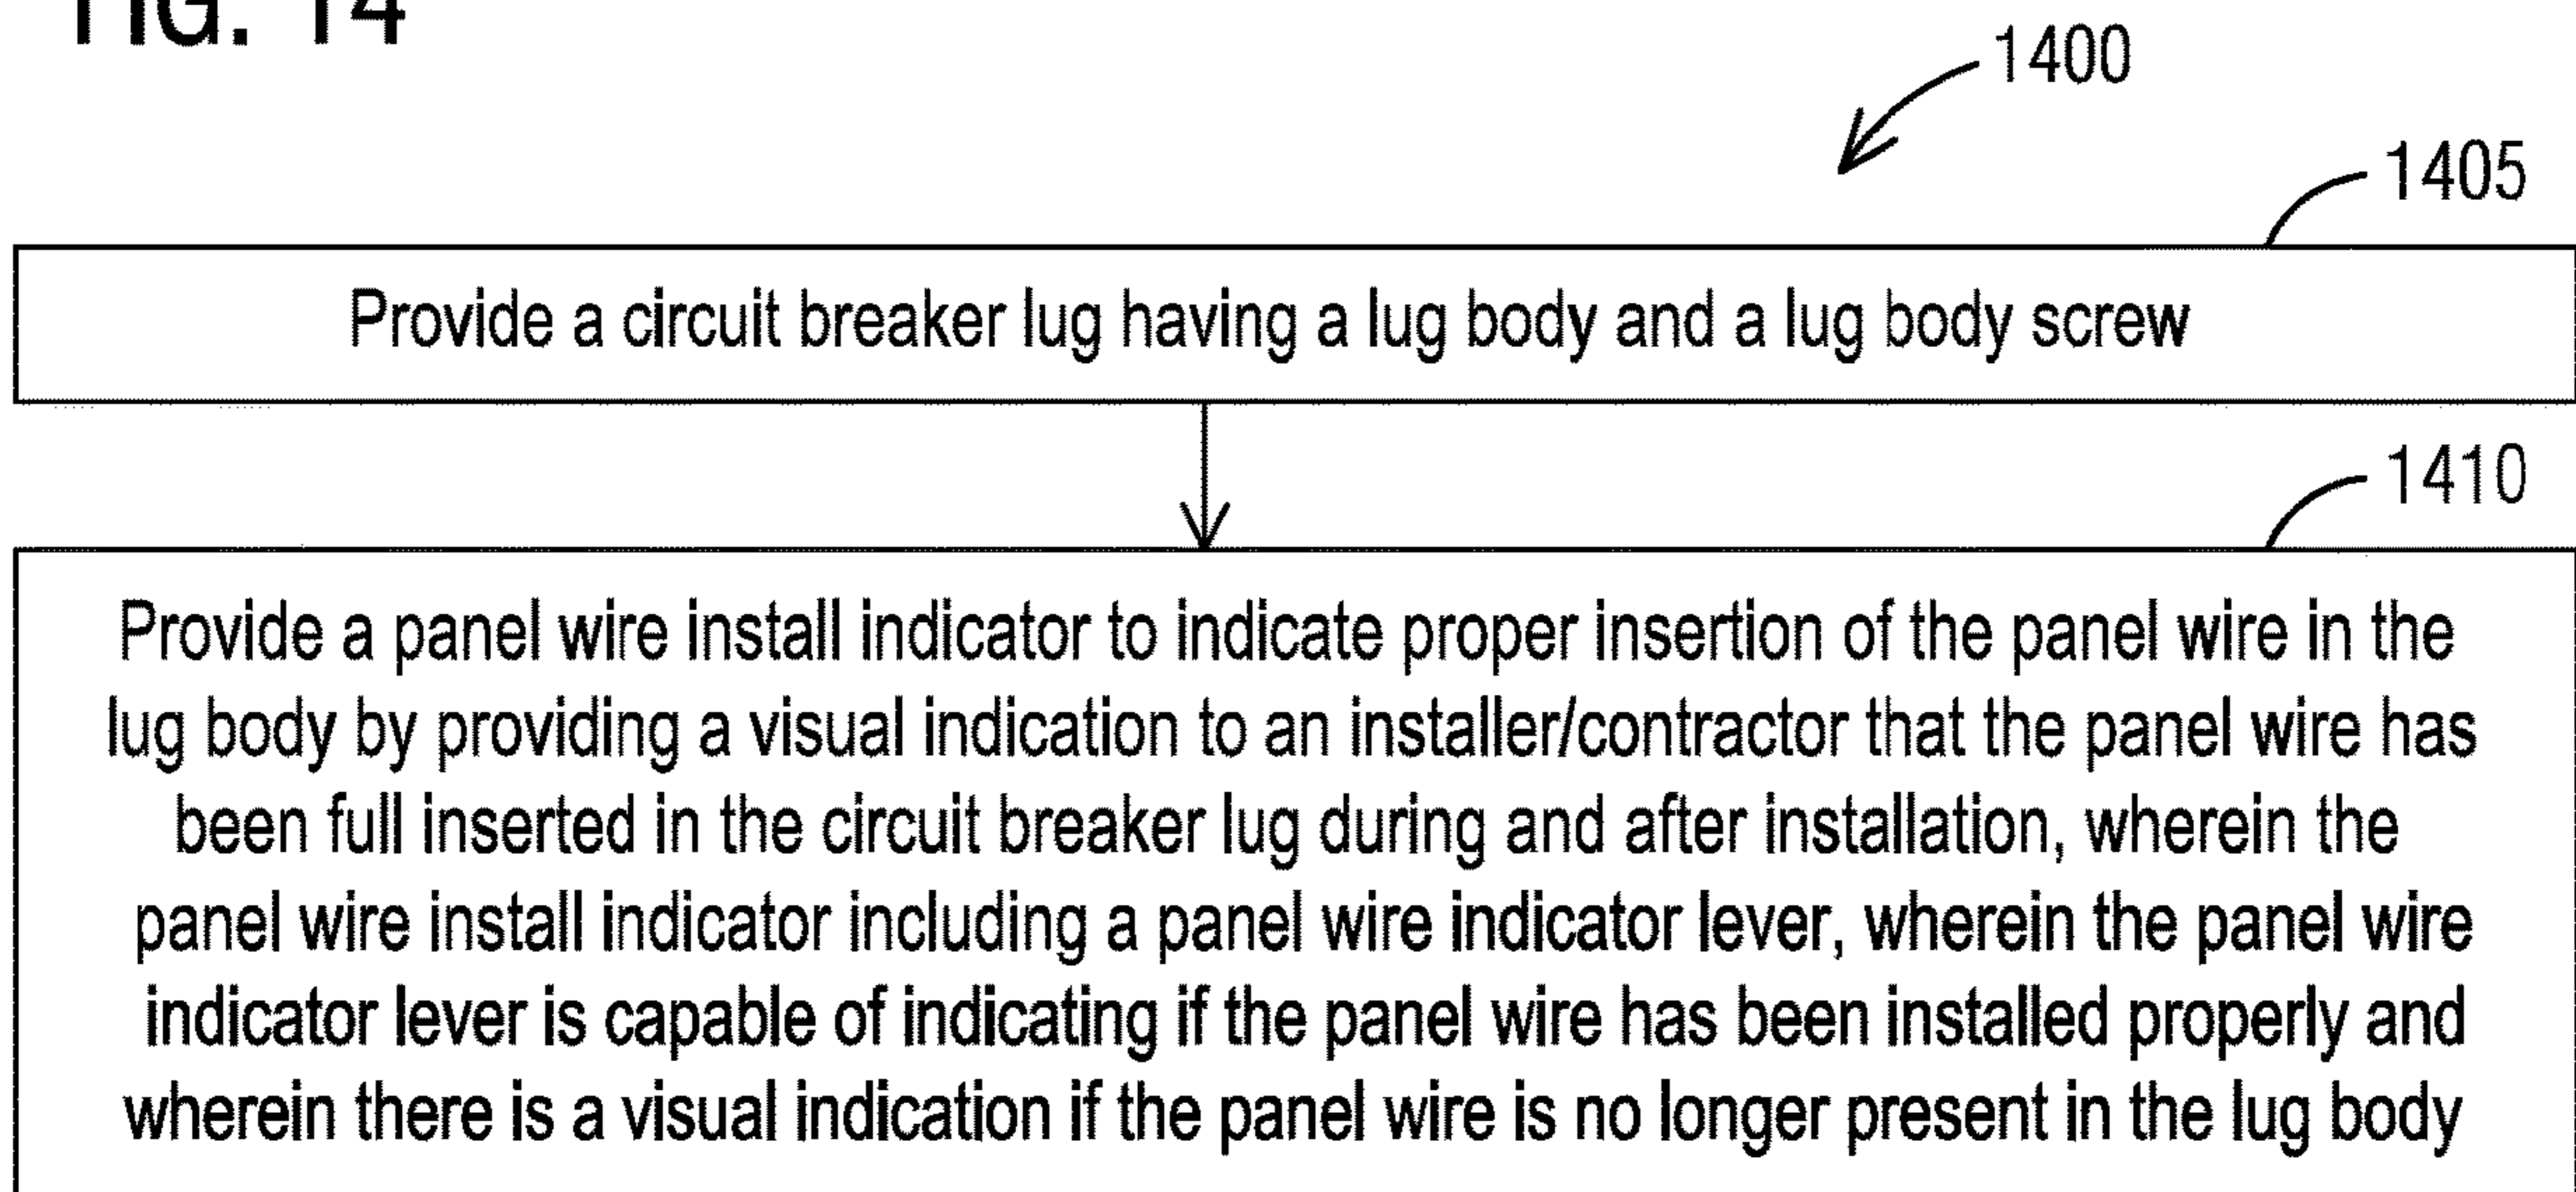 FIG. 14
1400
1405
Provide a circuit breaker lug having a lug body and a lug body screw
1410
Provide a panel wire install indicator to indicate proper insertion of the panel wire in the
lug body by providing a visual indication to an installer/contractor that the panel wire has
been full inserted in the circuit breaker lug during and after installation, wherein the
panel wire install indicator including a panel wire indicator lever, wherein the panel wire
indicator lever is capable of indicating if the panel wire has been installed properly and
wherein there is a visual indication if the panel wire is no longer present in the lug body